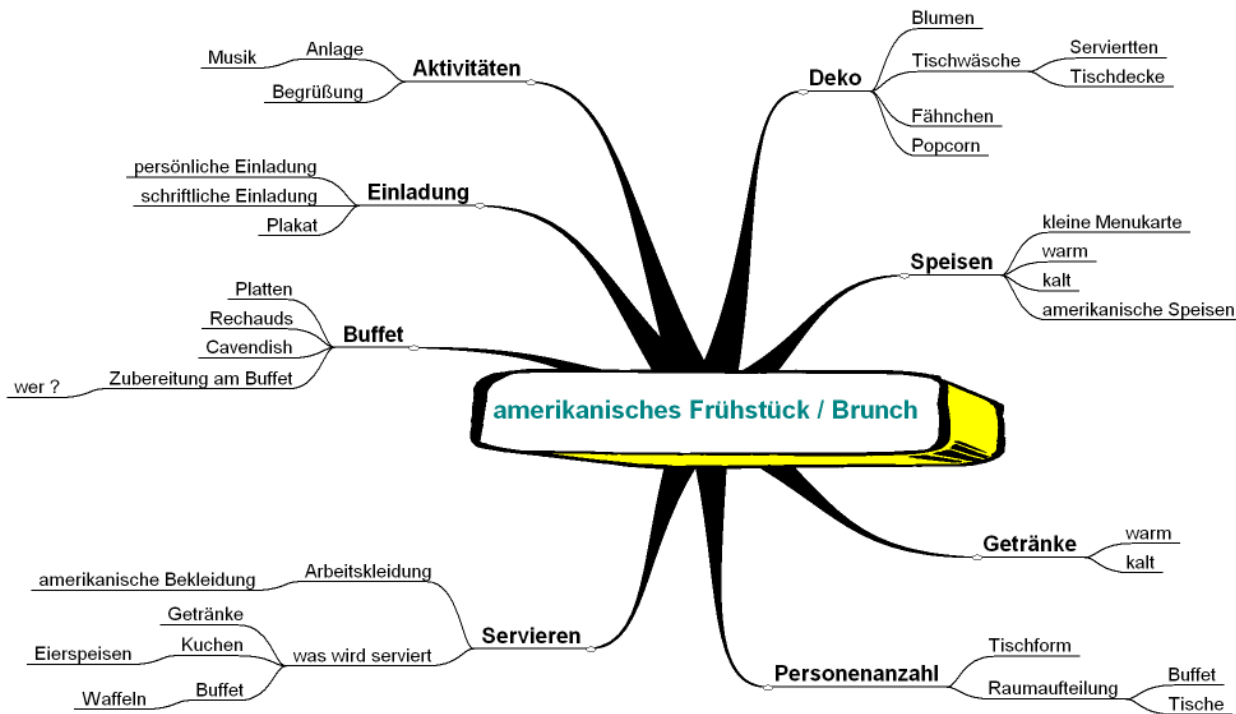 amerikanisches Frühstück / Brunch
Aktivitäten
Anlage
Musik
Begrüßung
Einladung
persönliche Einladung
schriftliche Einladung
Plakat
Buffet
Platten
Rechauds
Cavendish
Zubereitung am Buffet
wer ?
Servieren
Arbeitskleidung
amerikanische Bekleidung
was wird serviert
Getränke
Kuchen
Eierspeisen
Buffet
Waffeln
Deko
Blumen
Tischwäsche
Serviertten
Tischdecke
Fähnchen
Popcorn
Speisen
kleine Menukarte
warm
kalt
amerikanische Speisen
Getränke
warm
kalt
Personenanzahl
Tischform
Raumaufteilung
Buffet
Tische